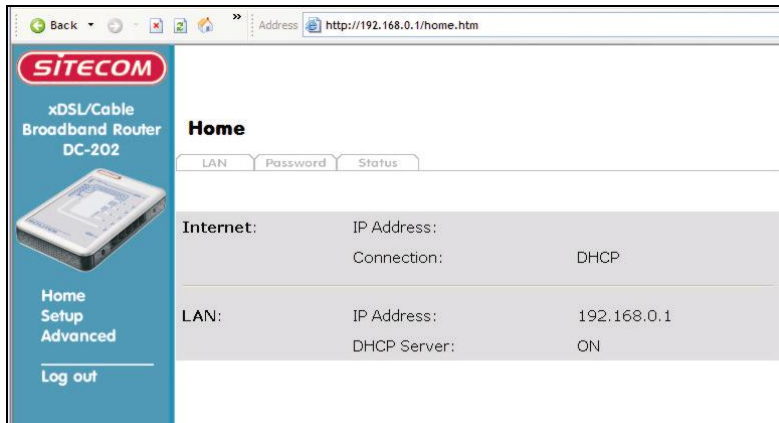 Back » Address http://192.168.0.1/home.htm
SITECOM
xDSL/Cable
Broadband Router
DC-202
Home
LAN Password Status
Internet: IP Address:
Connection: DHCP
LAN: IP Address: 192.168.0.1
DHCP Server: ON
Home
Setup
Advanced
Log out